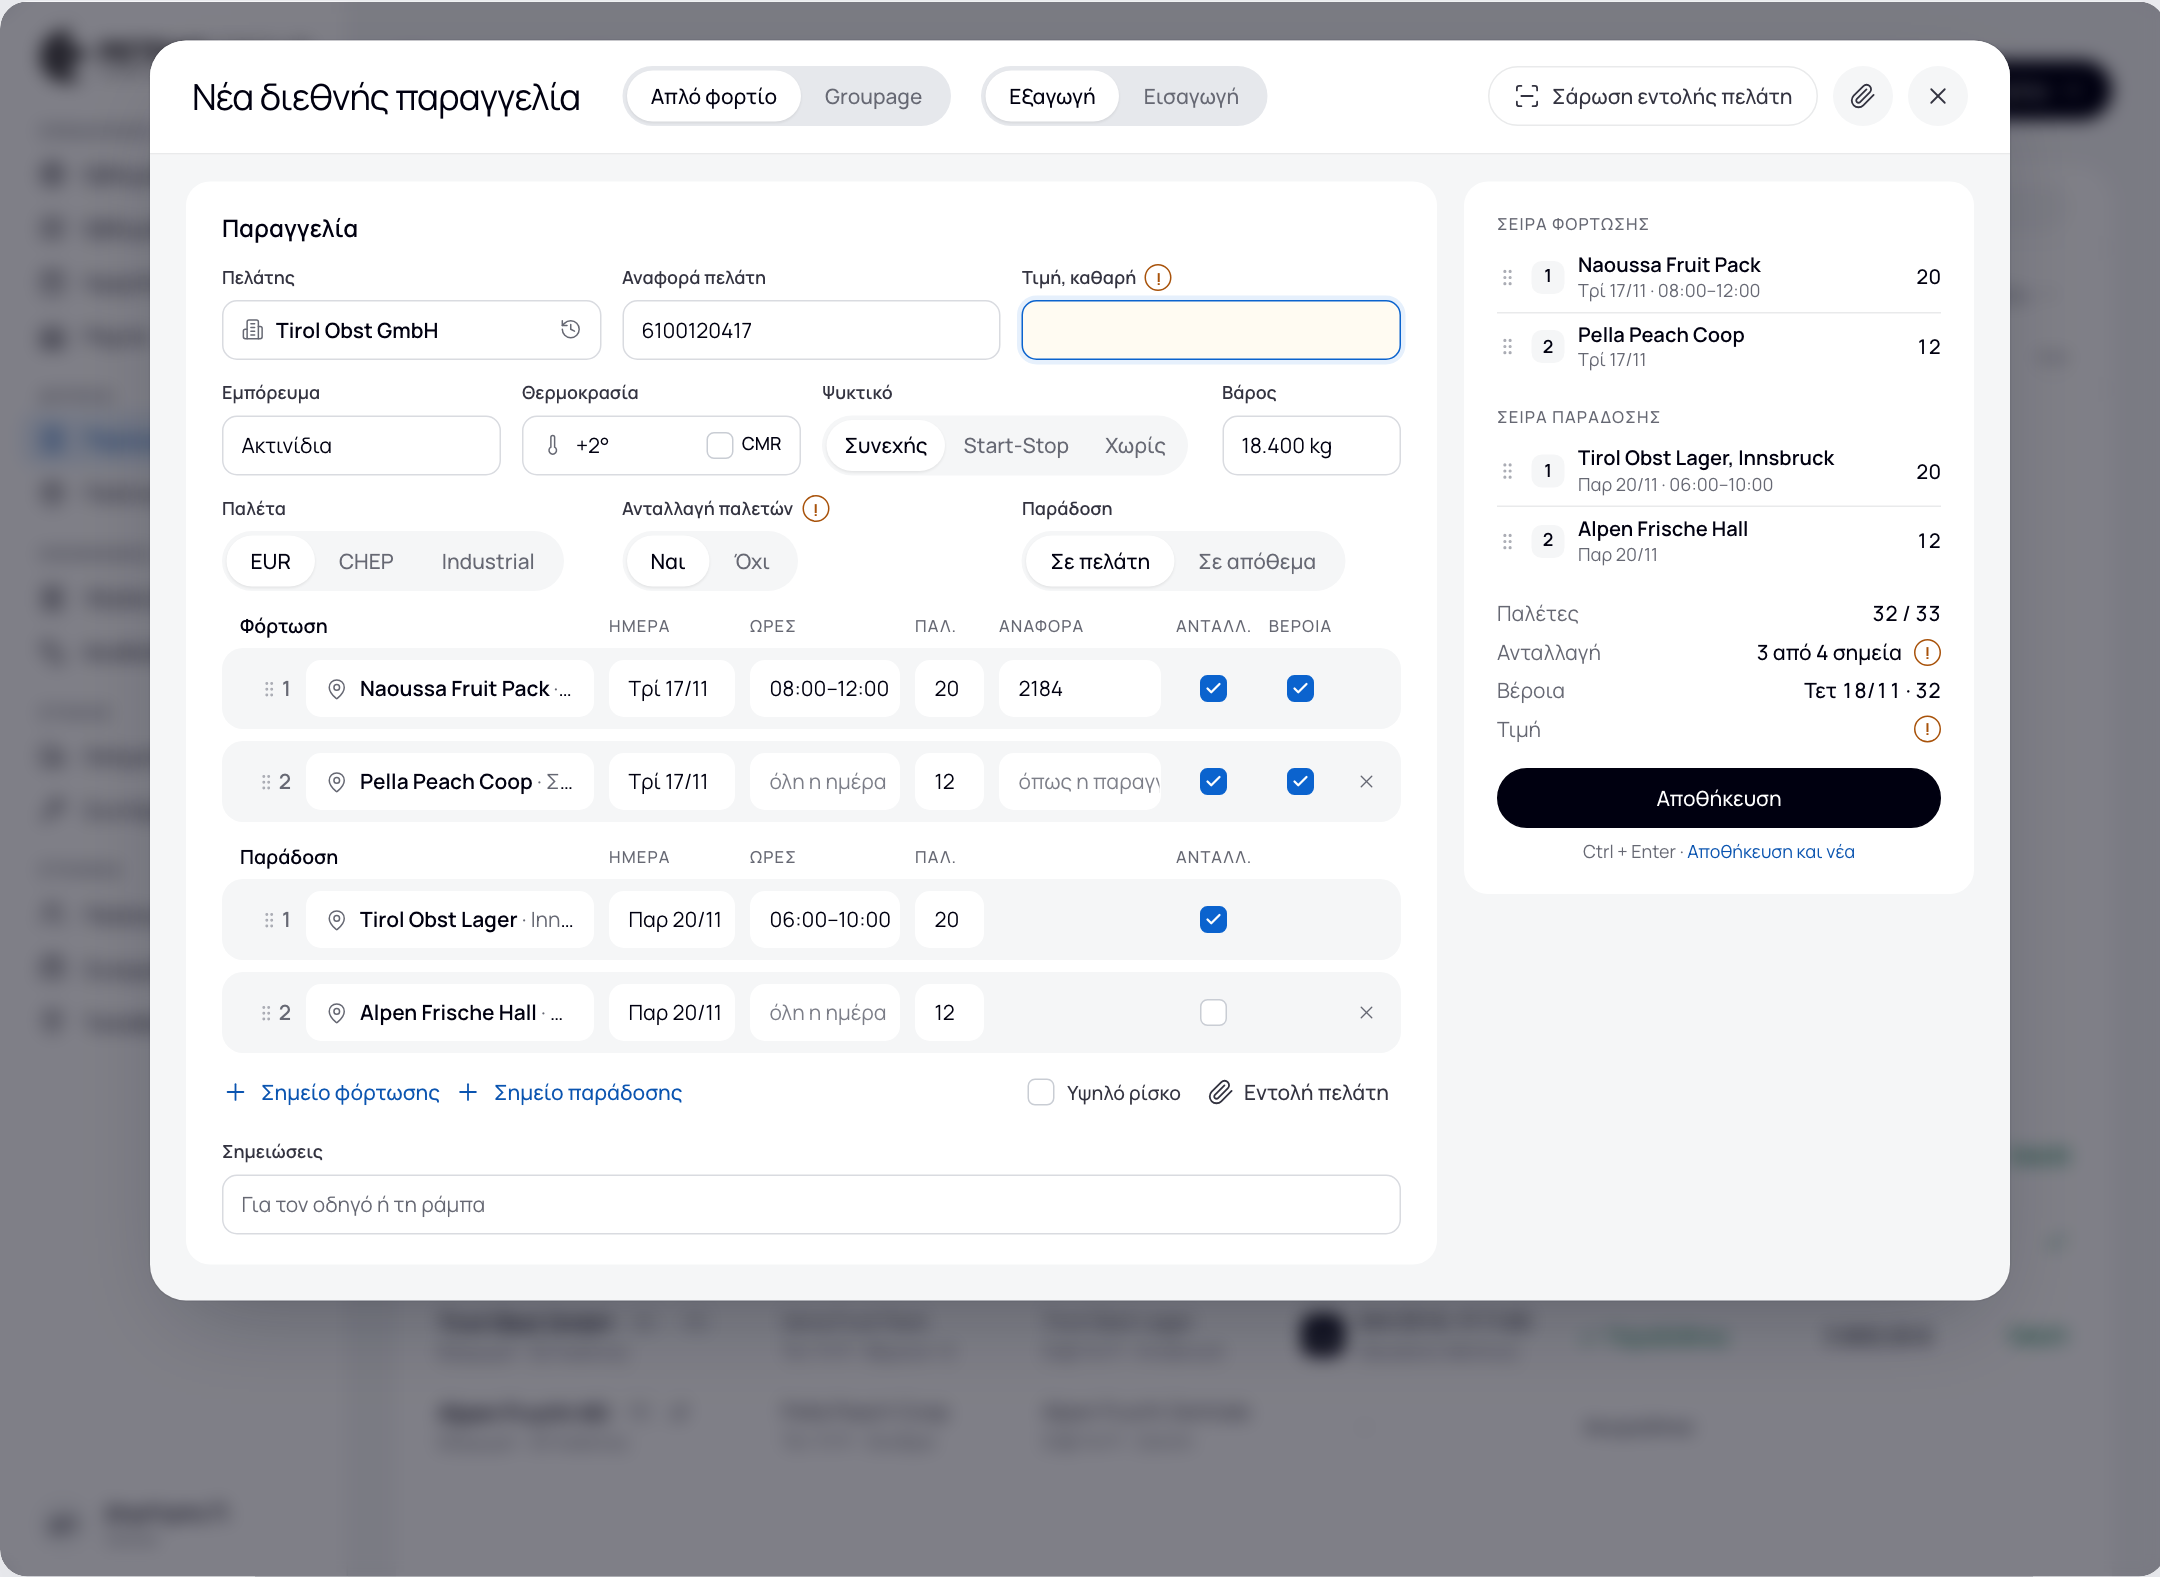 Νέα διεθνής παραγγελία
Απλό φορτίο Groupage
Εξαγωγή Εισαγωγή
Σάρωση εντολής πελάτη
Παραγγελία
Πελάτης Αναφορά πελάτη Τιμή, καθαρή
Tirol Obst GmbH 6100120417
Εμπόρευμα Θερμοκρασία Ψυκτικό Βάρος
Ακτινίδια +2° CMR Συνεχής Start-Stop Χωρίς 18.400 kg
Παλέτα Ανταλλαγή παλετών Παράδοση
EUR CHEP Industrial Ναι Όχι Σε πελάτη Σε απόθεμα
Φόρτωση ΗΜΕΡΑ ΩΡΕΣ ΠΑΛ. ΑΝΑΦΟΡΑ ΑΝΤΑΛΛ. ΒΕΡΟΙΑ
1 Naoussa Fruit Pack ·... Τρί 17/11 08:00–12:00 20 2184
2 Pella Peach Coop · Σ... Τρί 17/11 όλη η ημέρα 12 όπως η παραγγ
Παράδοση ΗΜΕΡΑ ΩΡΕΣ ΠΑΛ. ΑΝΤΑΛΛ.
1 Tirol Obst Lager · Inn... Παρ 20/11 06:00–10:00 20
2 Alpen Frische Hall · ... Παρ 20/11 όλη η ημέρα 12
+ Σημείο φόρτωσης + Σημείο παράδοσης Υψηλό ρίσκο Εντολή πελάτη
Σημειώσεις
Για τον οδηγό ή τη ράμπα
ΣΕΙΡΑ ΦΟΡΤΩΣΗΣ
1 Naoussa Fruit Pack 20
Τρί 17/11 · 08:00–12:00
2 Pella Peach Coop 12
Τρί 17/11
ΣΕΙΡΑ ΠΑΡΑΔΟΣΗΣ
1 Tirol Obst Lager, Innsbruck 20
Παρ 20/11 · 06:00–10:00
2 Alpen Frische Hall 12
Παρ 20/11
Παλέτες 32 / 33
Ανταλλαγή 3 από 4 σημεία
Βέροια Τετ 18/11 · 32
Τιμή
Αποθήκευση
Ctrl + Enter · Αποθήκευση και νέα